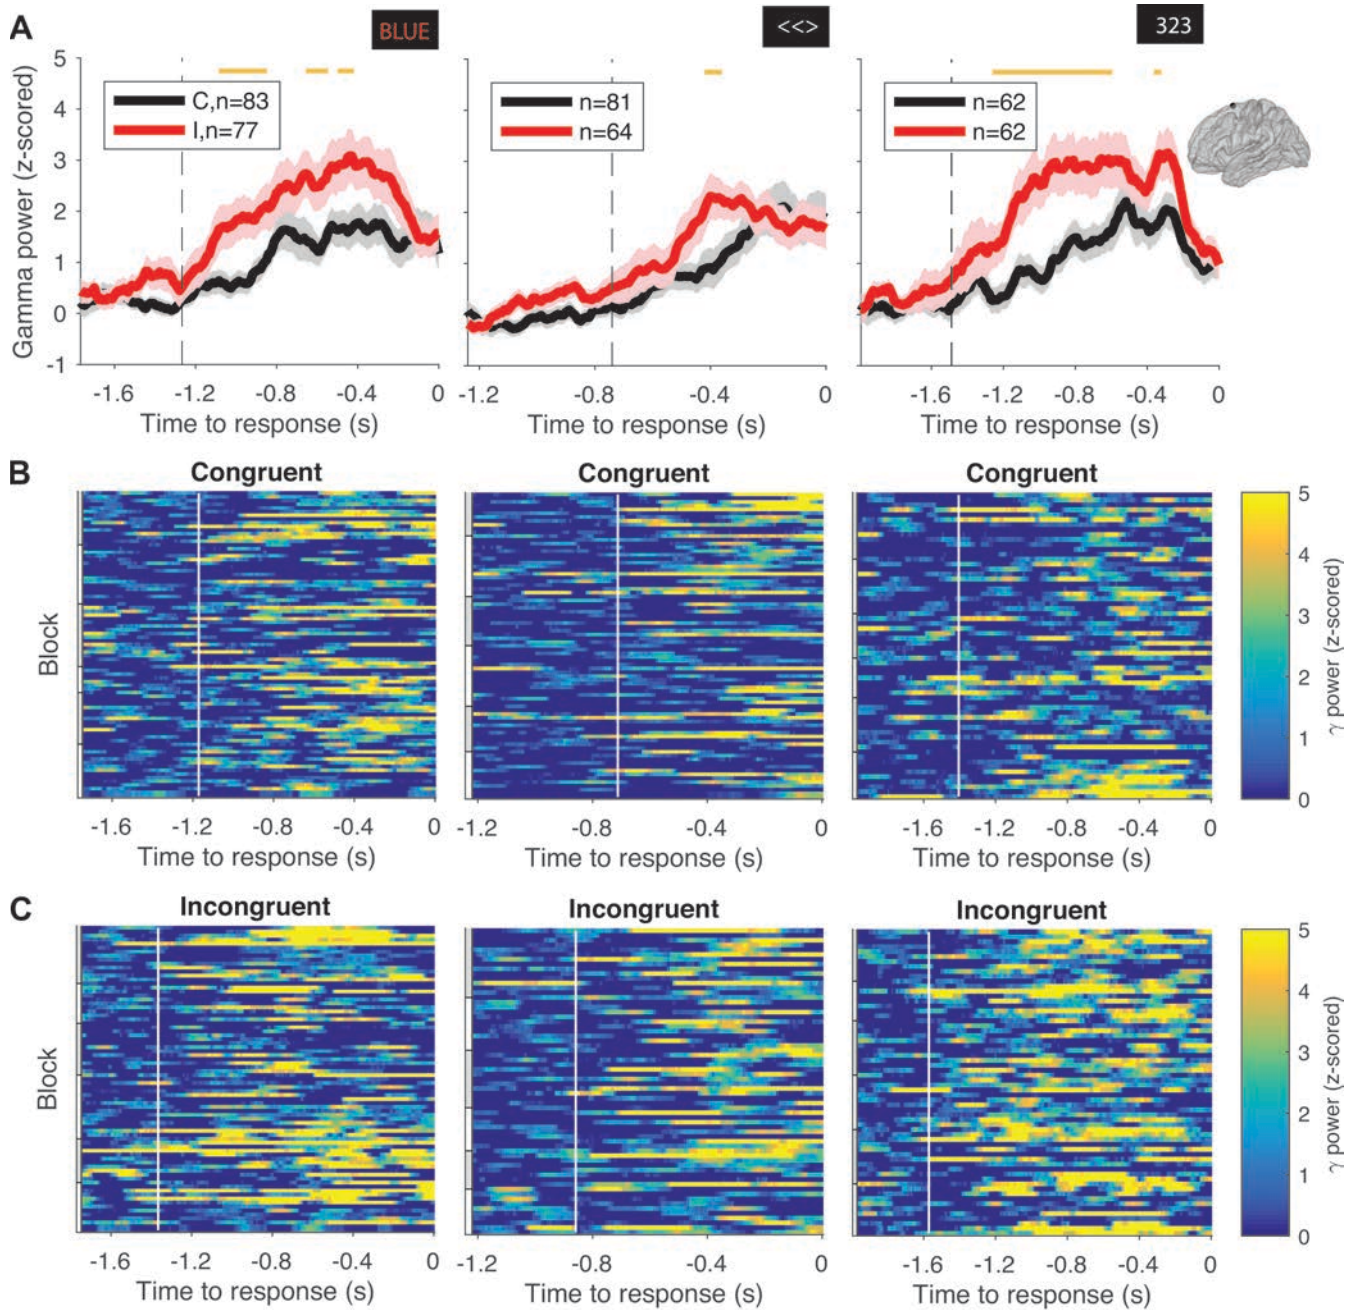 A
BLUE
<<>
323
Gamma power (z-scored)
5
4
3
2
1
0
-1
C,n=83
I,n=77
n=81
n=64
n=62
n=62
-1.6 -1.2 -0.8 -0.4 0
-1.2 -0.8 -0.4 0
-1.6 -1.2 -0.8 -0.4 0
Time to response (s)
Time to response (s)
Time to response (s)
B
Congruent
Congruent
Congruent
Block
5
4
3
2
1
0
γ power (z-scored)
-1.6 -1.2 -0.8 -0.4 0
-1.2 -0.8 -0.4 0
-1.6 -1.2 -0.8 -0.4 0
Time to response (s)
Time to response (s)
Time to response (s)
C
Incongruent
Incongruent
Incongruent
Block
5
4
3
2
1
0
γ power (z-scored)
-1.6 -1.2 -0.8 -0.4 0
-1.2 -0.8 -0.4 0
-1.6 -1.2 -0.8 -0.4 0
Time to response (s)
Time to response (s)
Time to response (s)